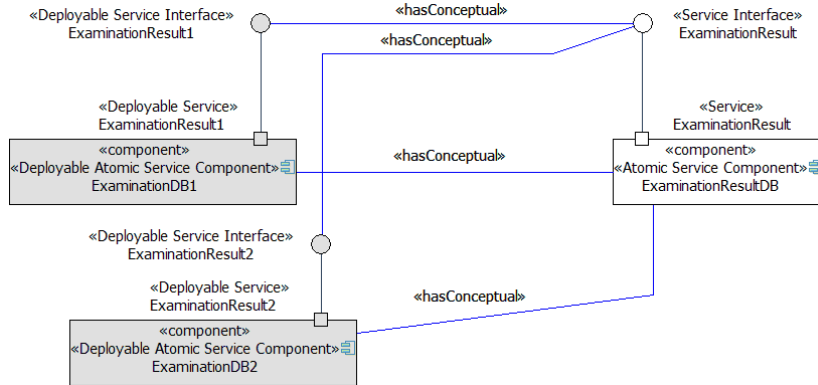 «hasConceptual»
«Deployable Service Interface»
ExaminationResult1
«Service Interface»
ExaminationResult
«hasConceptual»
«Deployable Service»
ExaminationResult1
«Service»
ExaminationResult
«component»
«Deployable Atomic Service Component»
ExaminationDB1
«hasConceptual»
«component»
«Atomic Service Component»
ExaminationResultDB
«Deployable Service Interface»
ExaminationResult2
«Deployable Service»
ExaminationResult2
«hasConceptual»
«component»
«Deployable Atomic Service Component»
ExaminationDB2